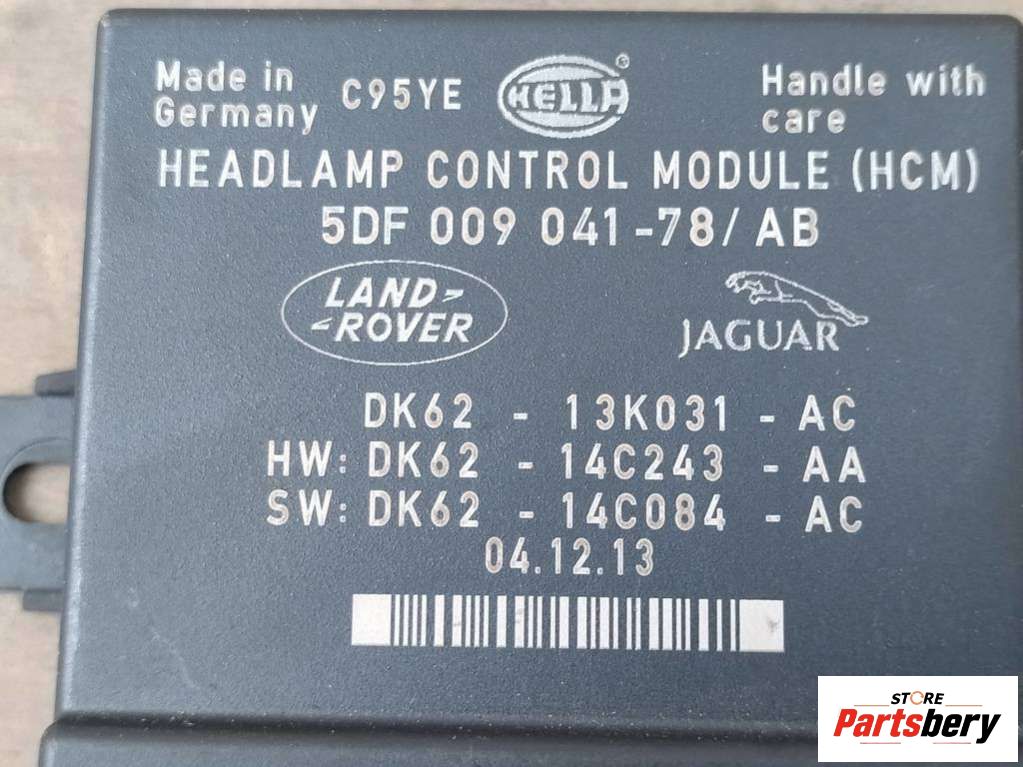 Made in
Germany
C95YE
HELLA®
Handle with
care
HEADLAMP CONTROL MODULE (HCM)
5DF 009 041-78/AB
LAND
ROVER
JAGUAR
DK62 - 13K031 - AC
HW: DK62 - 14C243 - AA
SW: DK62 - 14C084 - AC
04.12.13
STORE
Partsbery